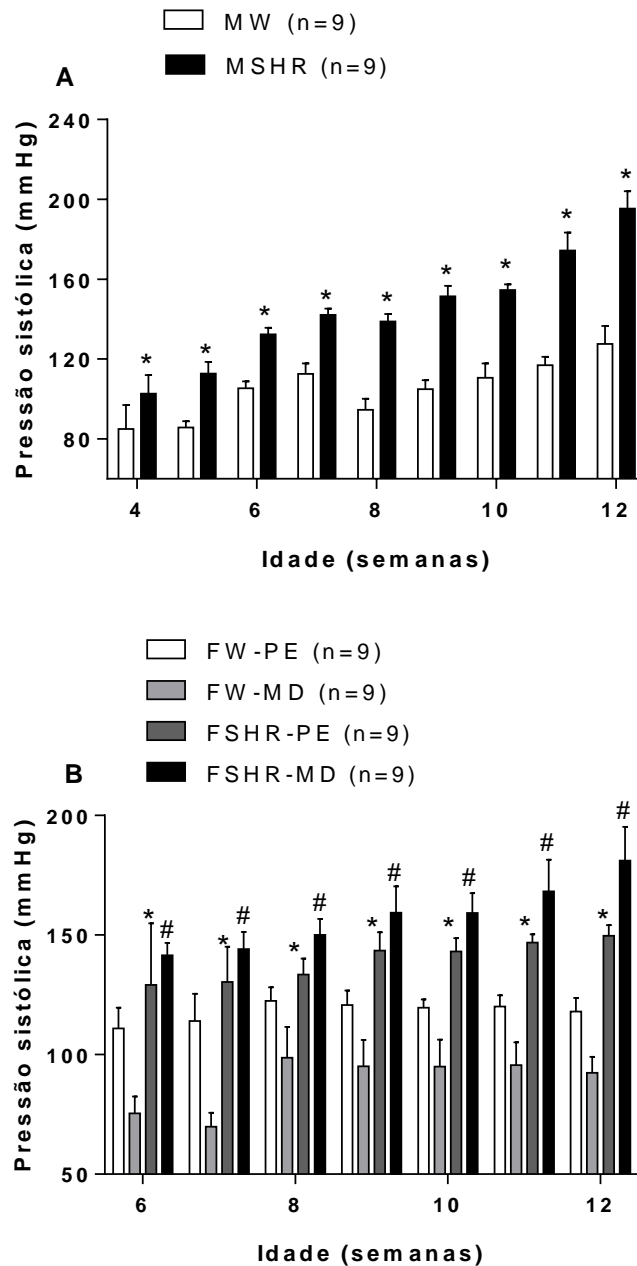 MW (n=9)
MSHR (n=9)
A
Pressão sistólica (mmHg)
240
200
160
120
80
* * * * * * * * *
4 6 8 10 12
Idade (semanas)
FW-PE (n=9)
FW-MD (n=9)
FSHR-PE (n=9)
FSHR-MD (n=9)
B
Pressão sistólica (mmHg)
200
150
100
50
* # * # * # * # * # * # * #
6 8 10 12
Idade (semanas)